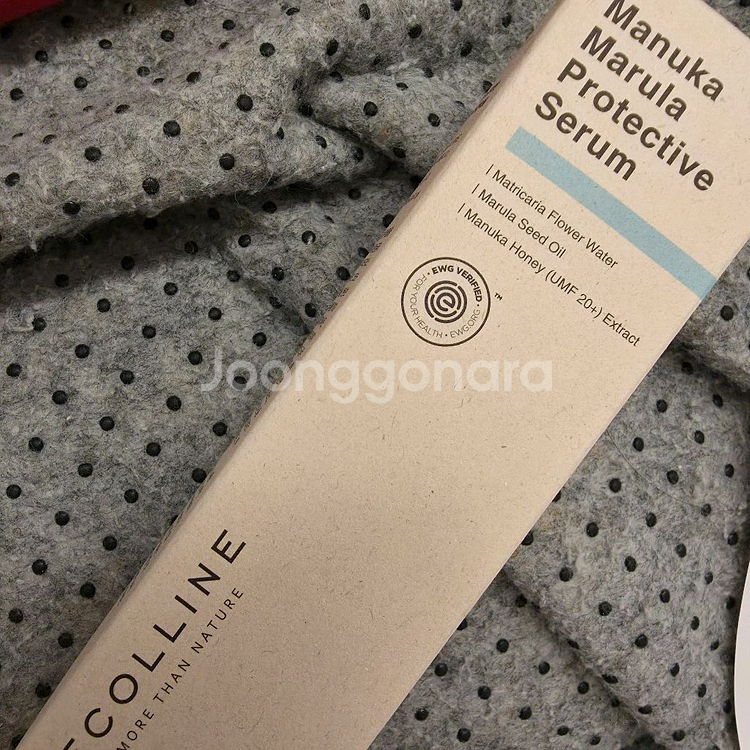 Manuka
Marula
Protective
Serum
| Matricaria Flower Water
| Marula Seed Oil
| Manuka Honey (UMF 20+) Extract
EWG VERIFIED ™
FOR YOUR HEALTH • EWG.ORG
Joonggonara
ECOLLINE
MORE THAN NATURE